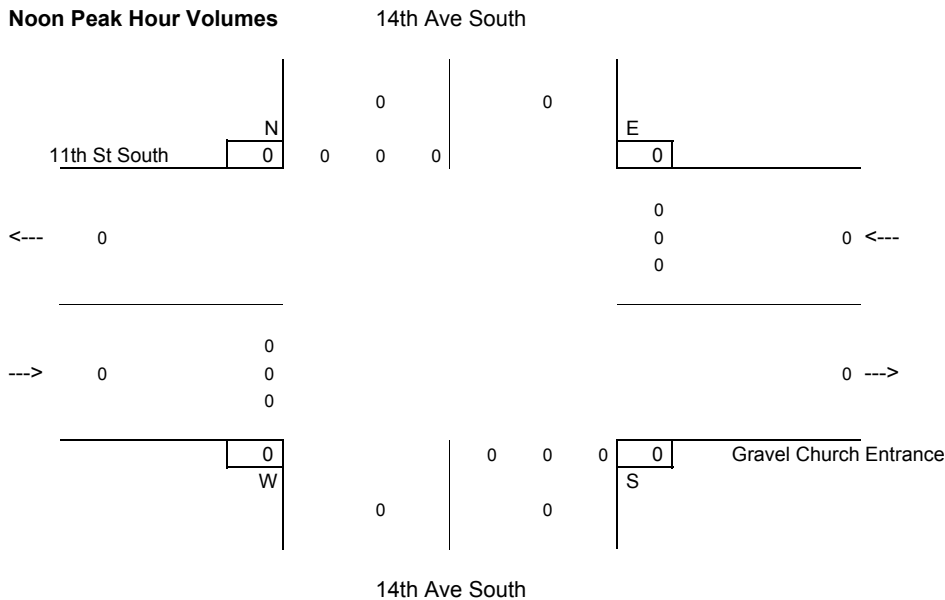 Noon Peak Hour Volumes 14th Ave South
0 0
N E
11th St South 0 0 0 0 0
0
<--- 0 0 0 <---
0
0
---> 0 0 0 --->
0
0 0 0 0 0 Gravel Church Entrance
W S
0 0
14th Ave South